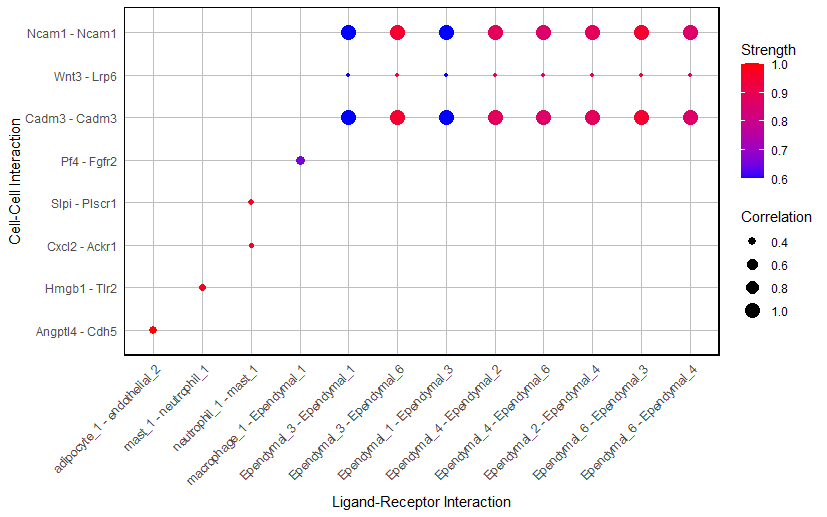 Ncam1 - Ncam1
Wnt3 - Lrp6
Cadm3 - Cadm3
Pf4 - Fgfr2
Slpi - Plscr1
Cxcl2 - Ackr1
Hmgb1 - Tlr2
Angptl4 - Cdh5
Cell-Cell Interaction
adipocyte_1 - endothelial_2
mast_1 - neutrophil_1
neutrophil_1 - mast_1
macrophage_1 - Ependymal_1
Ependymal_3 - Ependymal_1
Ependymal_3 - Ependymal_6
Ependymal_1 - Ependymal_3
Ependymal_4 - Ependymal_2
Ependymal_4 - Ependymal_6
Ependymal_2 - Ependymal_4
Ependymal_6 - Ependymal_3
Ependymal_6 - Ependymal_4
Ligand-Receptor Interaction
Strength
1.0
0.9
0.8
0.7
0.6
Correlation
0.4
0.6
0.8
1.0